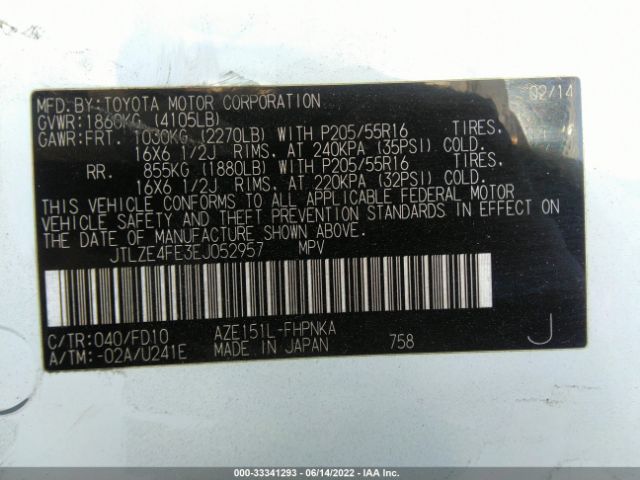 MFD.BY:TOYOTA MOTOR CORPORATION 02/14
GVWR:1860KG (4105LB)
GAWR:FRT. 1030KG (2270LB) WITH P205/55R16 TIRES.
16X6 1/2J RIMS. AT 240KPA (35PSI) COLD.
RR. 855KG (1880LB) WITH P205/55R16 TIRES.
16X6 1/2J RIMS. AT 220KPA (32PSI) COLD.
THIS VEHICLE CONFORMS TO ALL APPLICABLE FEDERAL MOTOR
VEHICLE SAFETY AND THEFT PREVENTION STANDARDS IN EFFECT ON
THE DATE OF MANUFACTURE SHOWN ABOVE.
JTLZE4FE3EJ052957 MPV
C/TR:040/FD10 AZE151L-FHPNKA
A/TM:-02A/U241E MADE IN JAPAN 758 J
000-33341293 - 06/14/2022 - IAA Inc.